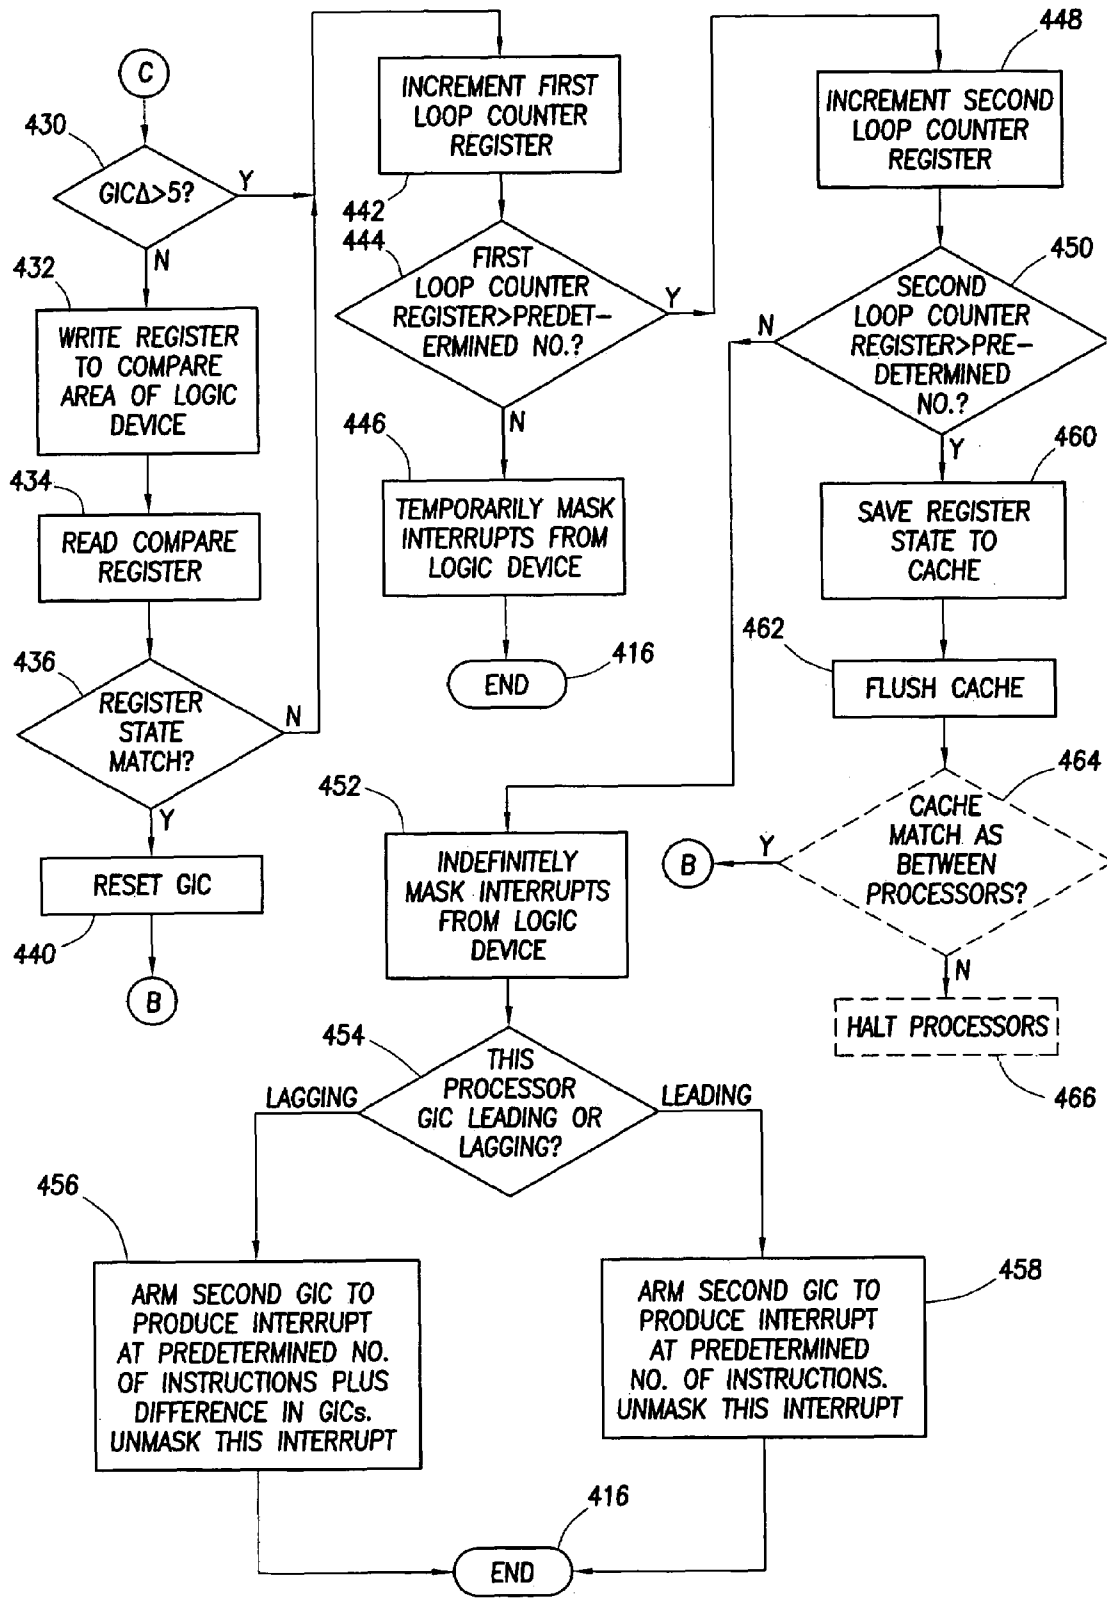 C
430
GICΔ>5?
Y
N
432
WRITE REGISTER
TO COMPARE
AREA OF LOGIC
DEVICE
434
READ COMPARE
REGISTER
436
REGISTER
STATE
MATCH?
N
Y
RESET GIC
440
B
INCREMENT FIRST
LOOP COUNTER
REGISTER
442
444
FIRST
LOOP COUNTER
REGISTER>PREDET-
ERMINED NO.?
Y
N
446
TEMPORARILY MASK
INTERRUPTS FROM
LOGIC DEVICE
416
END
448
INCREMENT SECOND
LOOP COUNTER
REGISTER
450
SECOND
LOOP COUNTER
REGISTER>PRE-
DETERMINED
NO.?
N
Y
460
SAVE REGISTER
STATE TO
CACHE
462
FLUSH CACHE
464
CACHE
MATCH AS
BETWEEN
PROCESSORS?
Y
B
N
HALT PROCESSORS
466
452
INDEFINITELY
MASK INTERRUPTS
FROM LOGIC
DEVICE
454
THIS
PROCESSOR
GIC LEADING OR
LAGGING?
LAGGING
LEADING
456
ARM SECOND GIC TO
PRODUCE INTERRUPT
AT PREDETERMINED NO.
OF INSTRUCTIONS PLUS
DIFFERENCE IN GICs.
UNMASK THIS INTERRUPT
458
ARM SECOND GIC TO
PRODUCE INTERRUPT
AT PREDETERMINED
NO. OF INSTRUCTIONS.
UNMASK THIS INTERRUPT
416
END